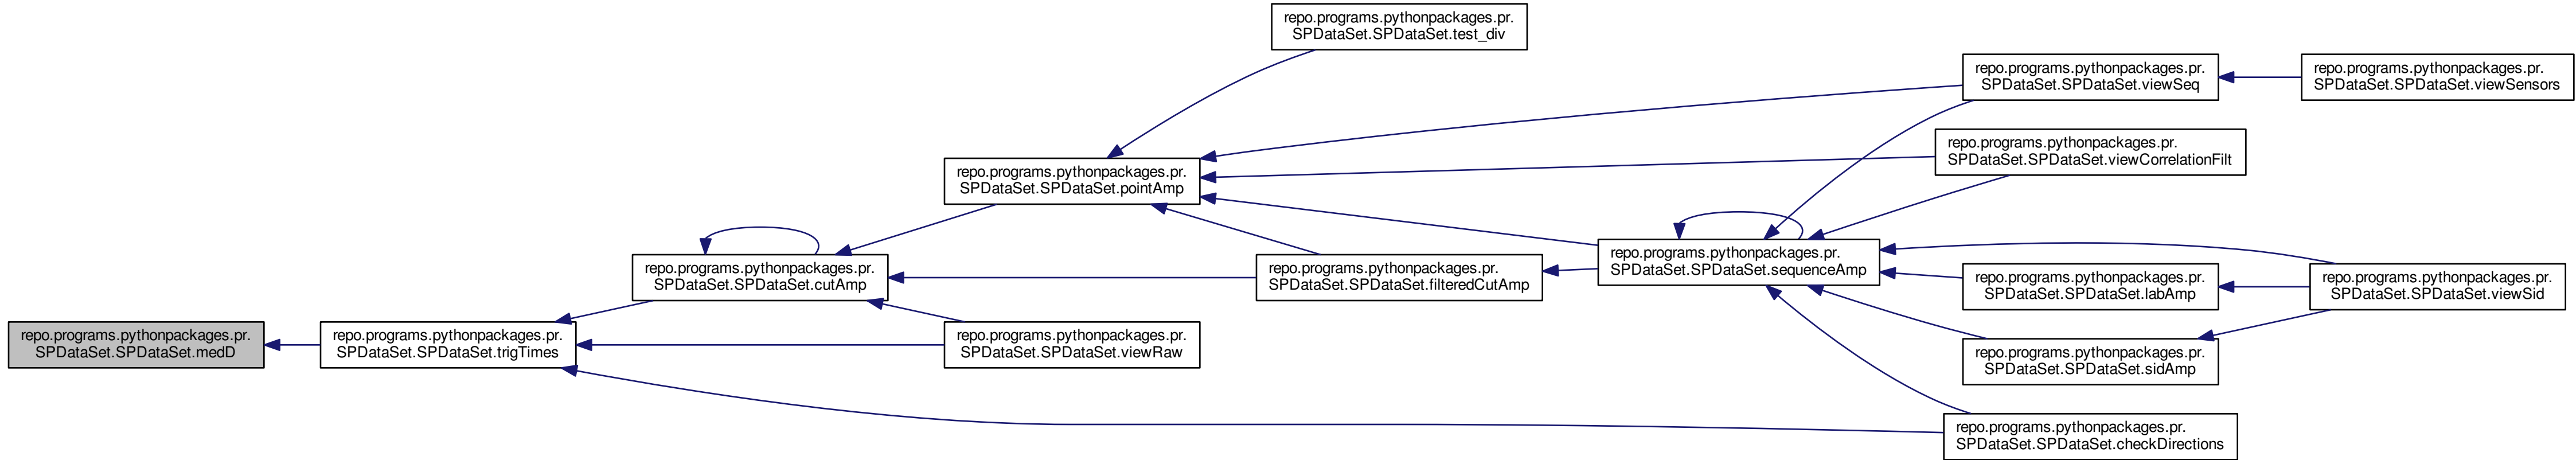 repo.programs.pythonpackages.pr.
SPDataSet.SPDataSet.medD
repo.programs.pythonpackages.pr.
SPDataSet.SPDataSet.trigTimes
repo.programs.pythonpackages.pr.
SPDataSet.SPDataSet.cutAmp
repo.programs.pythonpackages.pr.
SPDataSet.SPDataSet.pointAmp
repo.programs.pythonpackages.pr.
SPDataSet.SPDataSet.viewRaw
repo.programs.pythonpackages.pr.
SPDataSet.SPDataSet.test_div
repo.programs.pythonpackages.pr.
SPDataSet.SPDataSet.filteredCutAmp
repo.programs.pythonpackages.pr.
SPDataSet.SPDataSet.sequenceAmp
repo.programs.pythonpackages.pr.
SPDataSet.SPDataSet.viewSeq
repo.programs.pythonpackages.pr.
SPDataSet.SPDataSet.viewCorrelationFilt
repo.programs.pythonpackages.pr.
SPDataSet.SPDataSet.labAmp
repo.programs.pythonpackages.pr.
SPDataSet.SPDataSet.sidAmp
repo.programs.pythonpackages.pr.
SPDataSet.SPDataSet.checkDirections
repo.programs.pythonpackages.pr.
SPDataSet.SPDataSet.viewSensors
repo.programs.pythonpackages.pr.
SPDataSet.SPDataSet.viewSid